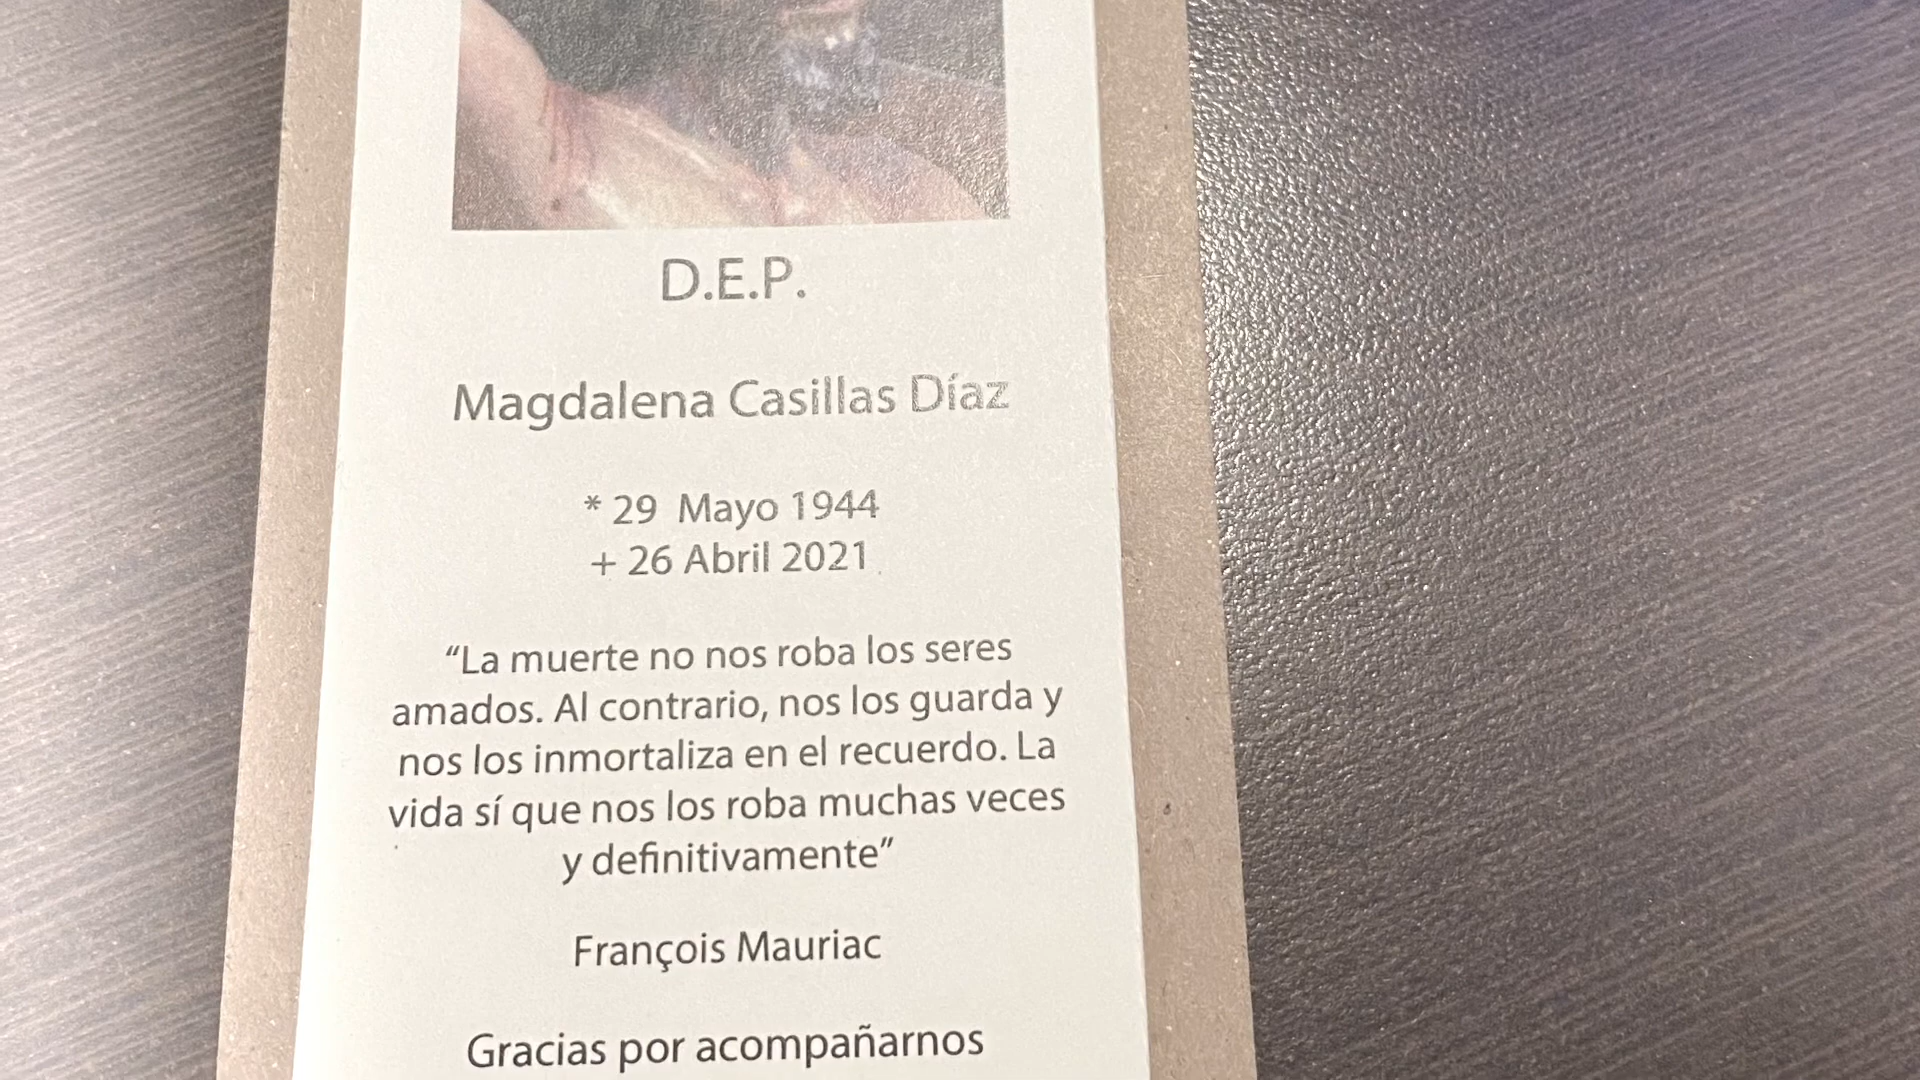 D.E.P.
Magdalena Casillas Díaz
* 29 Mayo 1944
+ 26 Abril 2021
“La muerte no nos roba los seres
amados. Al contrario, nos los guarda y
nos los inmortaliza en el recuerdo. La
vida sí que nos los roba muchas veces
y definitivamente”
François Mauriac
Gracias por acompañarnos